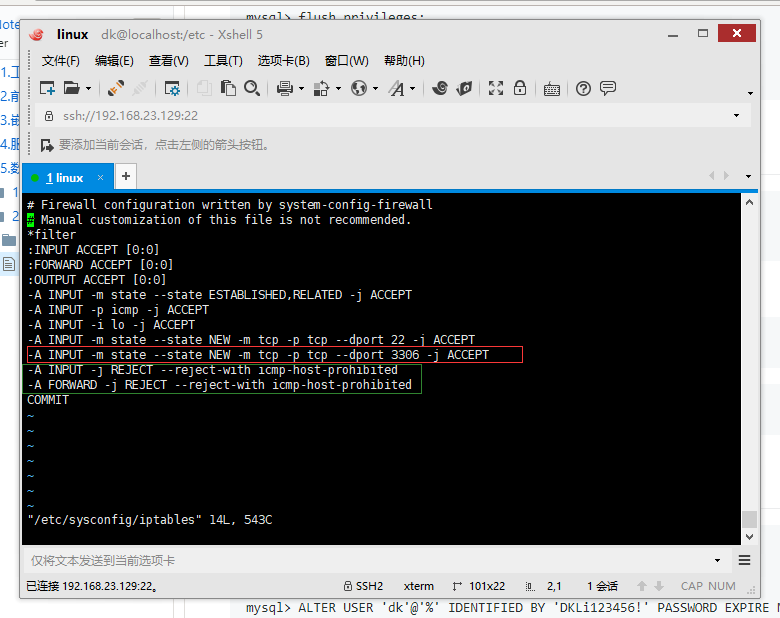 mysql> flush privileges;
linux dk@localhost:/etc - Xshell 5
文件(F) 编辑(E) 查看(V) 工具(T) 选项卡(B) 窗口(W) 帮助(H)
ssh://192.168.23.129:22
要添加当前会话，点击左侧的箭头按钮。
1 linux × +
# Firewall configuration written by system-config-firewall
# Manual customization of this file is not recommended.
*filter
:INPUT ACCEPT [0:0]
:FORWARD ACCEPT [0:0]
:OUTPUT ACCEPT [0:0]
-A INPUT -m state --state ESTABLISHED,RELATED -j ACCEPT
-A INPUT -p icmp -j ACCEPT
-A INPUT -i lo -j ACCEPT
-A INPUT -m state --state NEW -m tcp -p tcp --dport 22 -j ACCEPT
-A INPUT -m state --state NEW -m tcp -p tcp --dport 3306 -j ACCEPT
-A INPUT -j REJECT --reject-with icmp-host-prohibited
-A FORWARD -j REJECT --reject-with icmp-host-prohibited
COMMIT
~
~
~
~
~
~
~
"/etc/sysconfig/iptables" 14L, 543C
仅将文本发送到当前选项卡
已连接 192.168.23.129:22。 SSH2 xterm 101x22 2,1 1 会话 CAP NUM
mysql> ALTER USER 'dk'@'%' IDENTIFIED BY 'DKLi123456!' PASSWORD EXPIRE